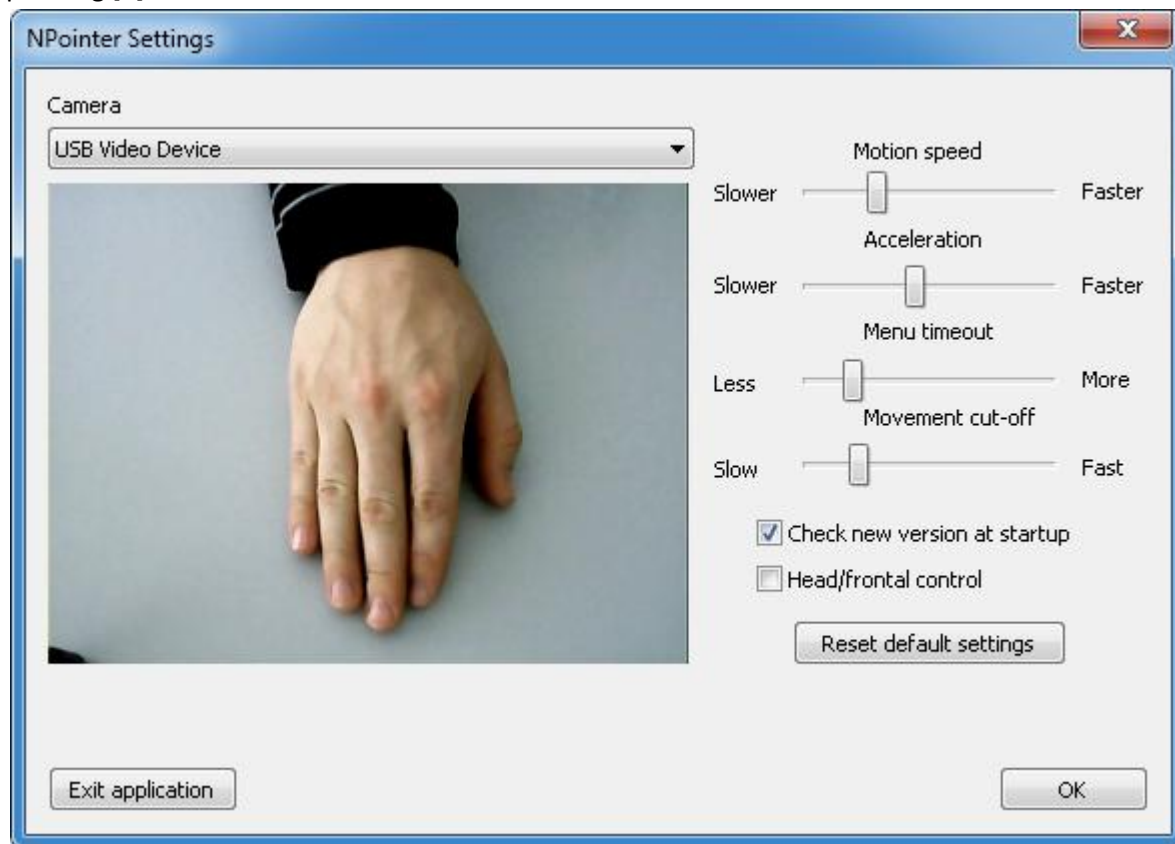 NPointer Settings
Camera
USB Video Device
Motion speed
Slower Faster
Acceleration
Slower Faster
Menu timeout
Less More
Movement cut-off
Slow Fast
Check new version at startup
Head/frontal control
Reset default settings
Exit application OK